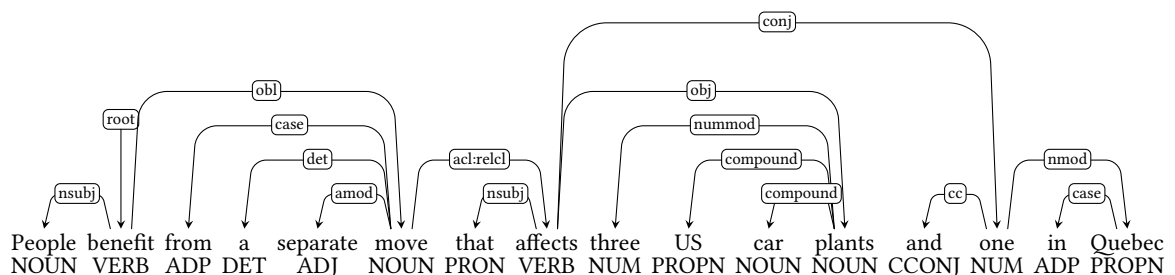 conj
obl obj
root
case nummod
det acl:relcl compound nmod
nsubj amod nsubj compound cc case
People benefit from a separate move that affects three US car plants and one in Quebec
NOUN VERB ADP DET ADJ NOUN PRON VERB NUM PROPN NOUN NOUN CCONJ NUM ADP PROPN